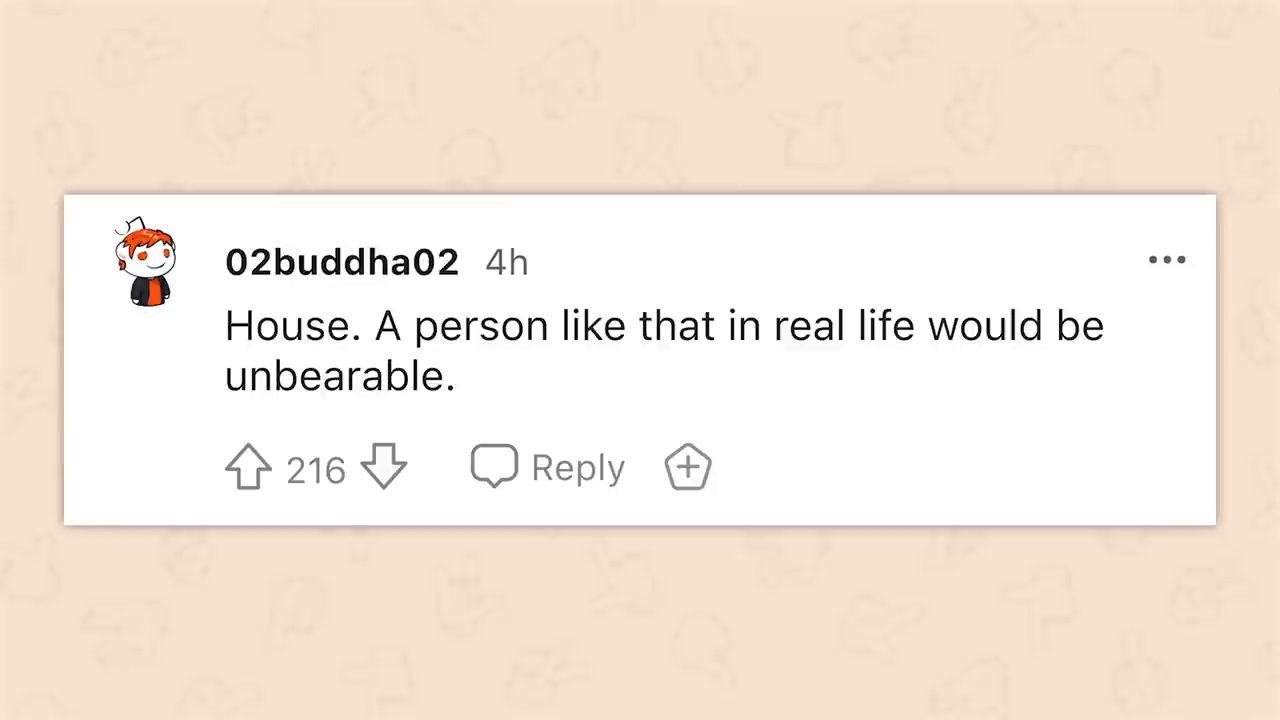 02buddha02 4h
House. A person like that in real life would be
unbearable.
216 Reply